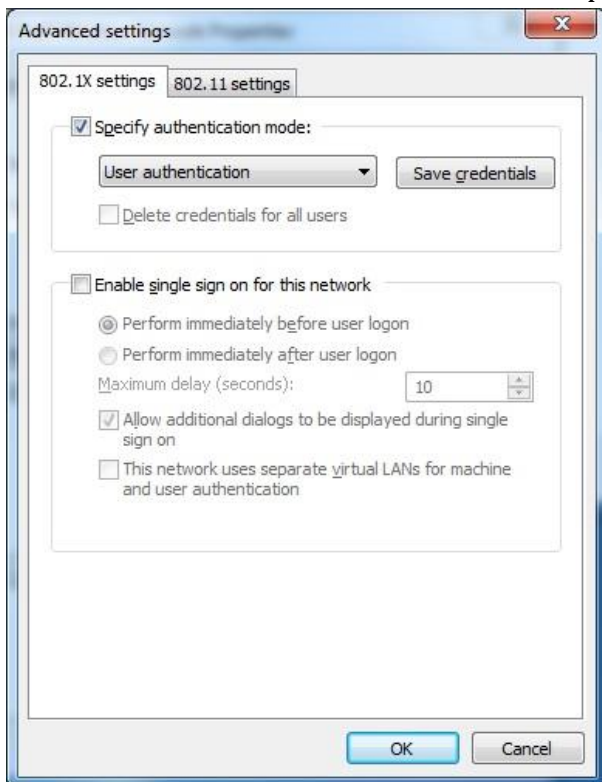 Advanced settings
802.1X settings
802.11 settings
Specify authentication mode:
User authentication
Save credentials
Delete credentials for all users
Enable single sign on for this network
Perform immediately before user logon
Perform immediately after user logon
Maximum delay (seconds):
10
Allow additional dialogs to be displayed during single
sign on
This network uses separate virtual LANs for machine
and user authentication
OK
Cancel